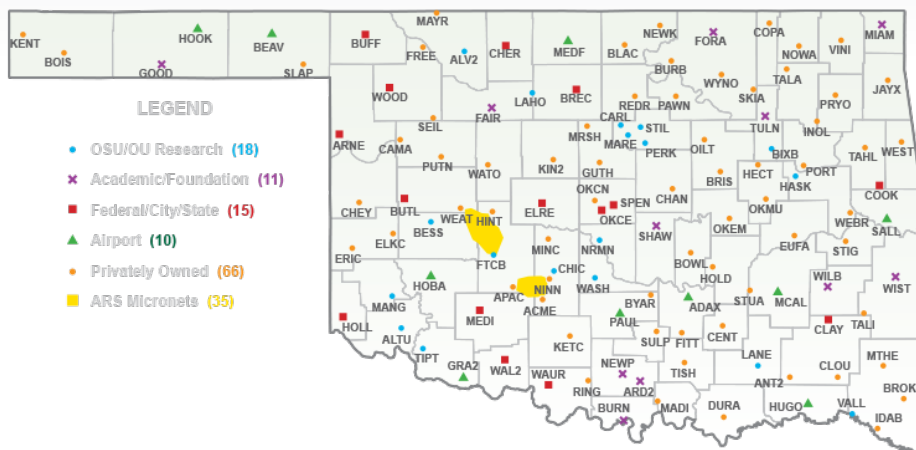 MAYR
KENT
HOOK
BEAV
BUFF
FREE
ALV2
CHER
MEDF
BLAC
NEWK
FORA
COPA
NOWA
VINI
MIAM
BOIS
GOOD
SLAP
BURB
WYNO
TALA
LEGEND
WOOD
FAIR
LAHO
BREC
REDR
PAWN
SKIA
PRYO
JAYX
OSU/OU Research (18)
ARNE
CAMA
SEIL
MRSH
CARL
STIL
MARE
PERK
OILT
TULN
BIXB
INOL
TAHL
WEST
Academic/Foundation (11)
PUTN
WATO
KIN2
GUTH
BRIS
HECT
HASK
PORT
COOK
Federal/City/State (15)
CHEY
BUTL
WEAT
HINT
ELRE
OKCN
SPEN
OKCE
CHAN
OKMU
WEBR
SALL
Airport (10)
ERIC
ELKC
BESS
FTCB
MINC
NRMN
SHAW
OKEM
EUFA
STIG
Privately Owned (66)
HOBA
APAC
CHIC
NINN
WASH
BOWL
HOLD
WILB
WIST
ARS Micronets (35)
MANG
ACME
BYAR
ADAX
STUA
MCAL
HOLL
ALTU
MEDI
PAUL
SULP
FITT
CENT
CLAY
TALI
TIPT
GRA2
WAL2
KETC
WAUR
RING
NEWP
ARD2
TISH
LANE
ANT2
CLOU
MTHE
BROK
BURN
MADI
DURA
HUGO
VALL
IDAB